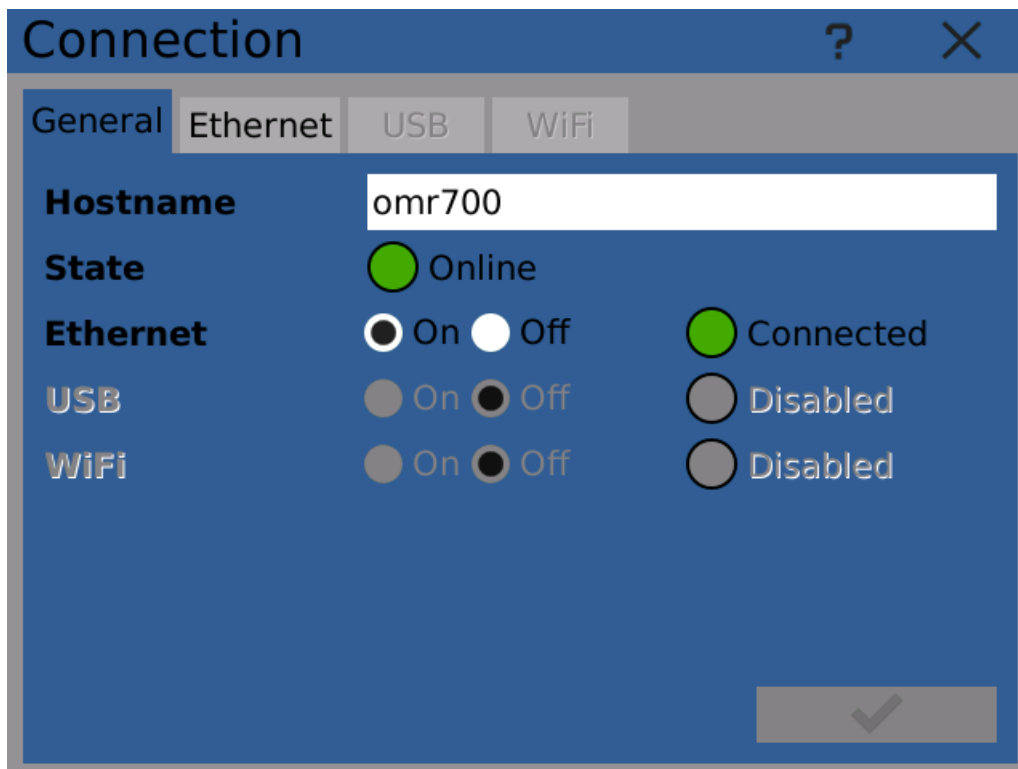 Connection ?
General Ethernet USB WiFi
Hostname omr700
State Online
Ethernet On Off Connected
USB On Off Disabled
WiFi On Off Disabled